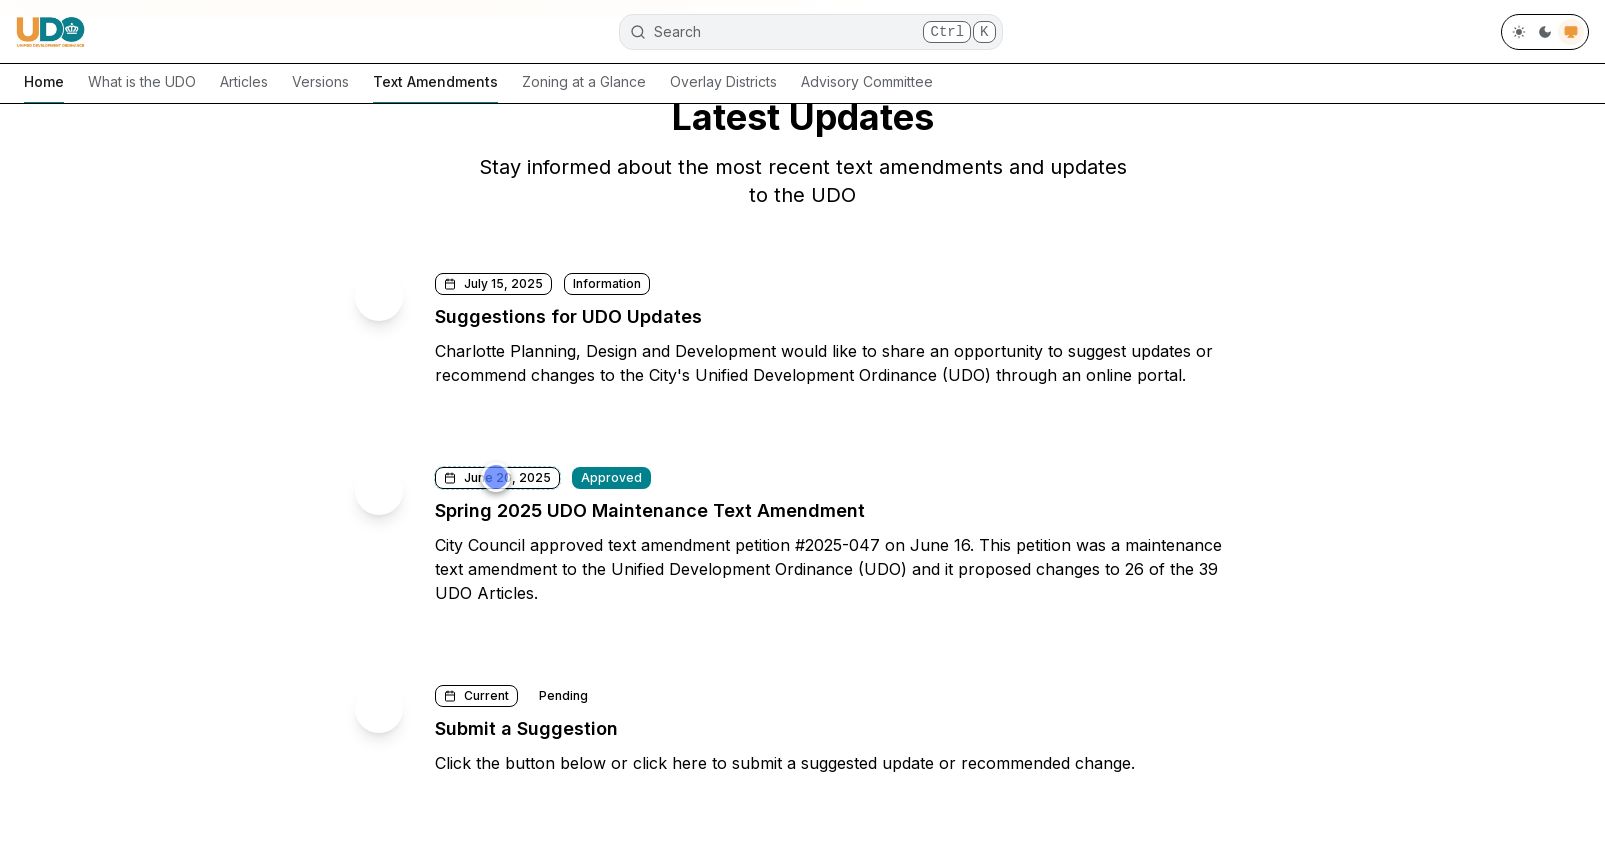 UDO
UNIFIED DEVELOPMENT ORDINANCE
Search
Ctrl K
Home What is the UDO Articles Versions Text Amendments Zoning at a Glance Overlay Districts Advisory Committee
Latest Updates
Stay informed about the most recent text amendments and updates
to the UDO
July 15, 2025 Information
Suggestions for UDO Updates
Charlotte Planning, Design and Development would like to share an opportunity to suggest updates or
recommend changes to the City's Unified Development Ordinance (UDO) through an online portal.
June 20, 2025 Approved
Spring 2025 UDO Maintenance Text Amendment
City Council approved text amendment petition #2025-047 on June 16. This petition was a maintenance
text amendment to the Unified Development Ordinance (UDO) and it proposed changes to 26 of the 39
UDO Articles.
Current Pending
Submit a Suggestion
Click the button below or click here to submit a suggested update or recommended change.